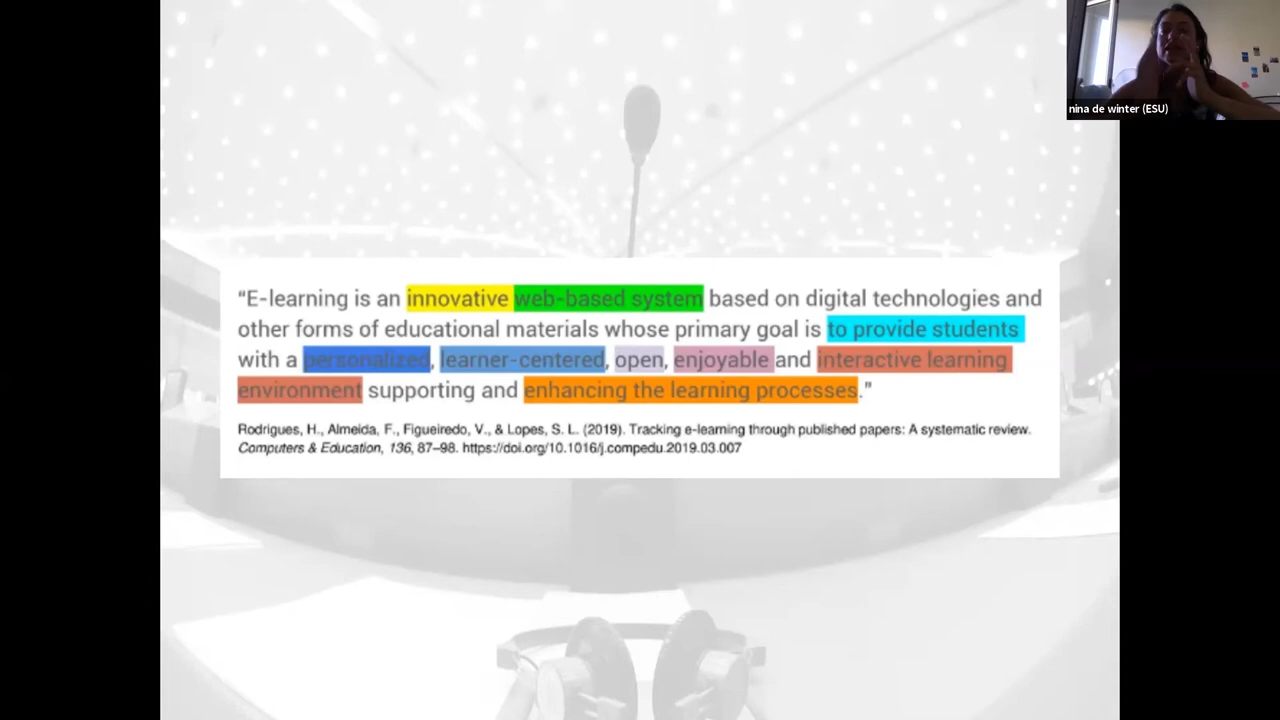 nina de winter (ESU)
“E-learning is an innovative web-based system based on digital technologies and
other forms of educational materials whose primary goal is to provide students
with a personalized, learner-centered, open, enjoyable and interactive learning
environment supporting and enhancing the learning processes.”
Rodrigues, H., Almeida, F., Figueiredo, V., & Lopes, S. L. (2019). Tracking e-learning through published papers: A systematic review.
Computers & Education, 136, 87–98. https://doi.org/10.1016/j.compedu.2019.03.007